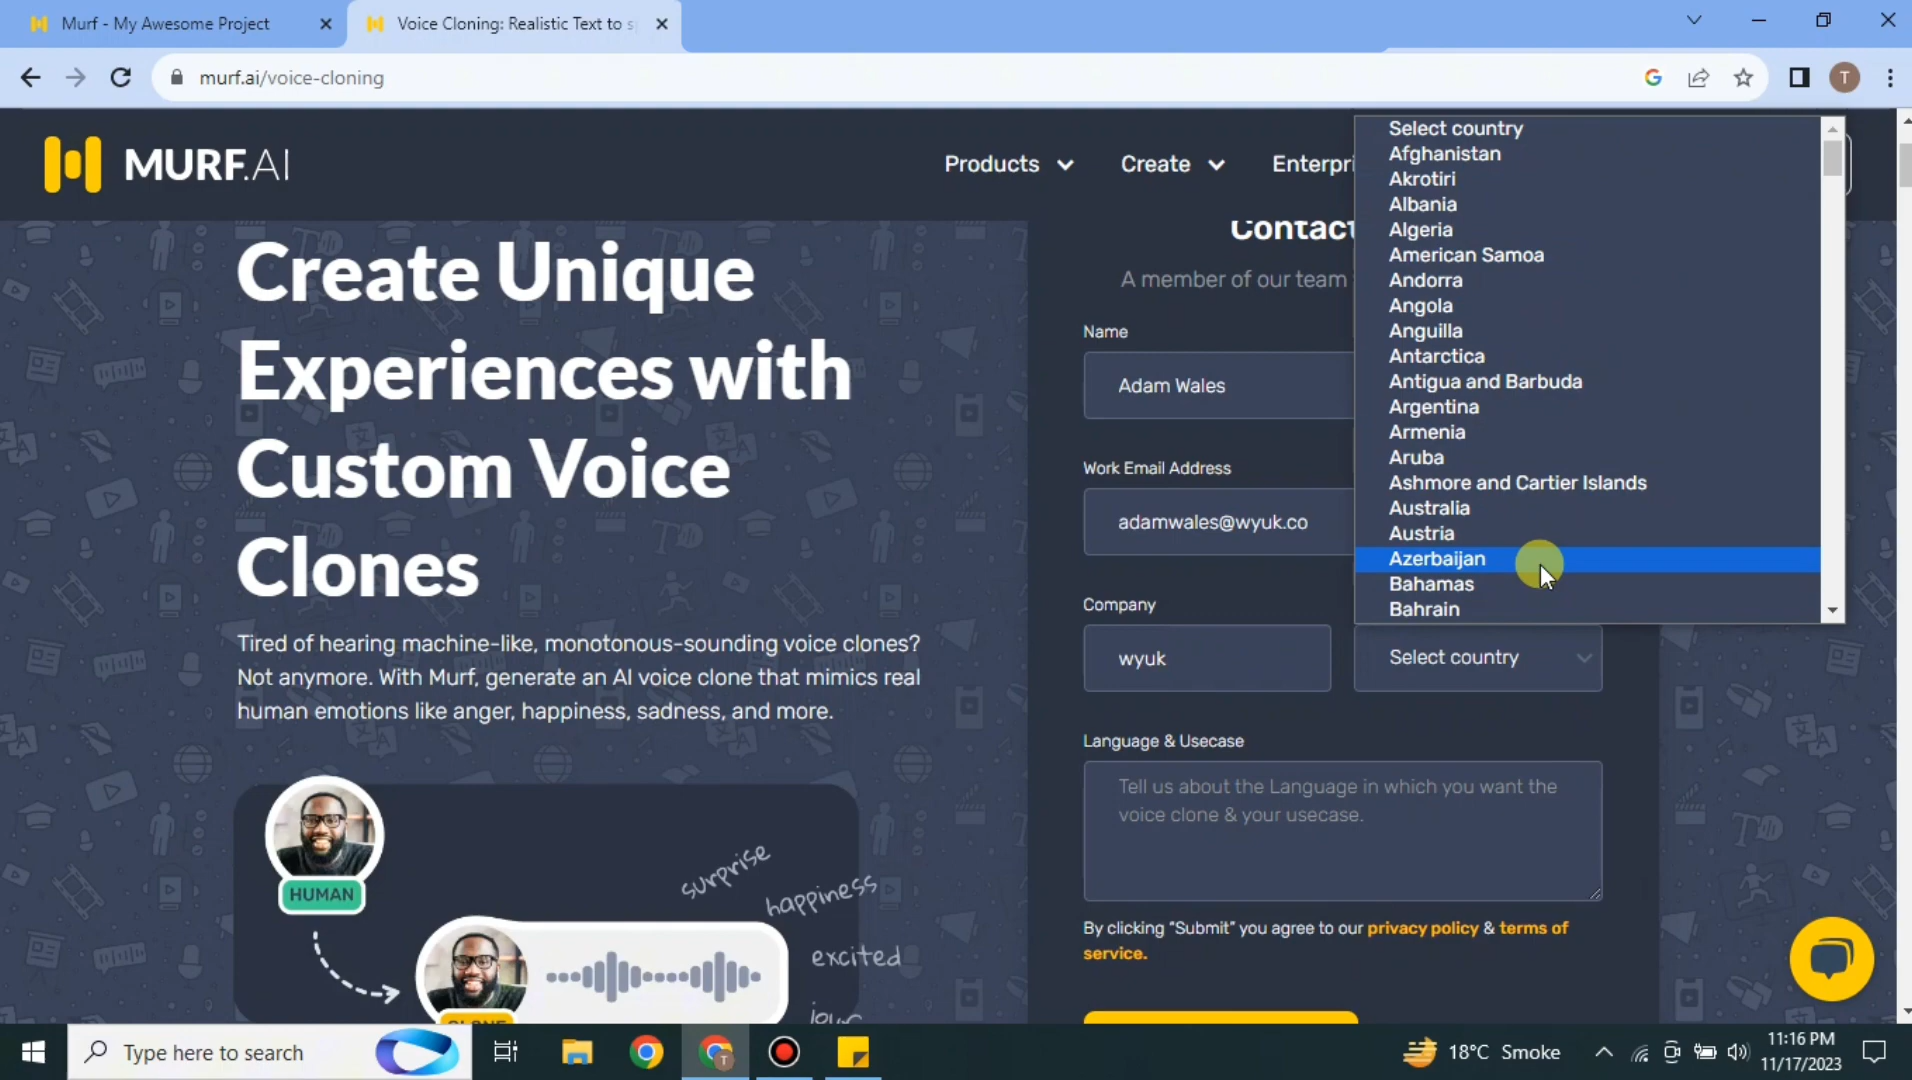 Murf - My Awesome Project
Voice Cloning: Realistic Text to s
murf.ai/voice-cloning
T
MURF.AI
Products
Create
Enterpri
Contact
A member of our team
Create Unique
Experiences with
Custom Voice
Clones
Tired of hearing machine-like, monotonous-sounding voice clones?
Not anymore. With Murf, generate an AI voice clone that mimics real
human emotions like anger, happiness, sadness, and more.
HUMAN
surprise
happiness
excited
CLONE
Name
Adam Wales
Work Email Address
adamwales@wyuk.co
Company
wyuk
Select country
Afghanistan
Akrotiri
Albania
Algeria
American Samoa
Andorra
Angola
Anguilla
Antarctica
Antigua and Barbuda
Argentina
Armenia
Aruba
Ashmore and Cartier Islands
Australia
Austria
Azerbaijan
Bahamas
Bahrain
Select country
Language & Usecase
Tell us about the Language in which you want the
voice clone & your usecase.
By clicking “Submit” you agree to our privacy policy & terms of
service.
Type here to search
18°C Smoke
11:16 PM
11/17/2023